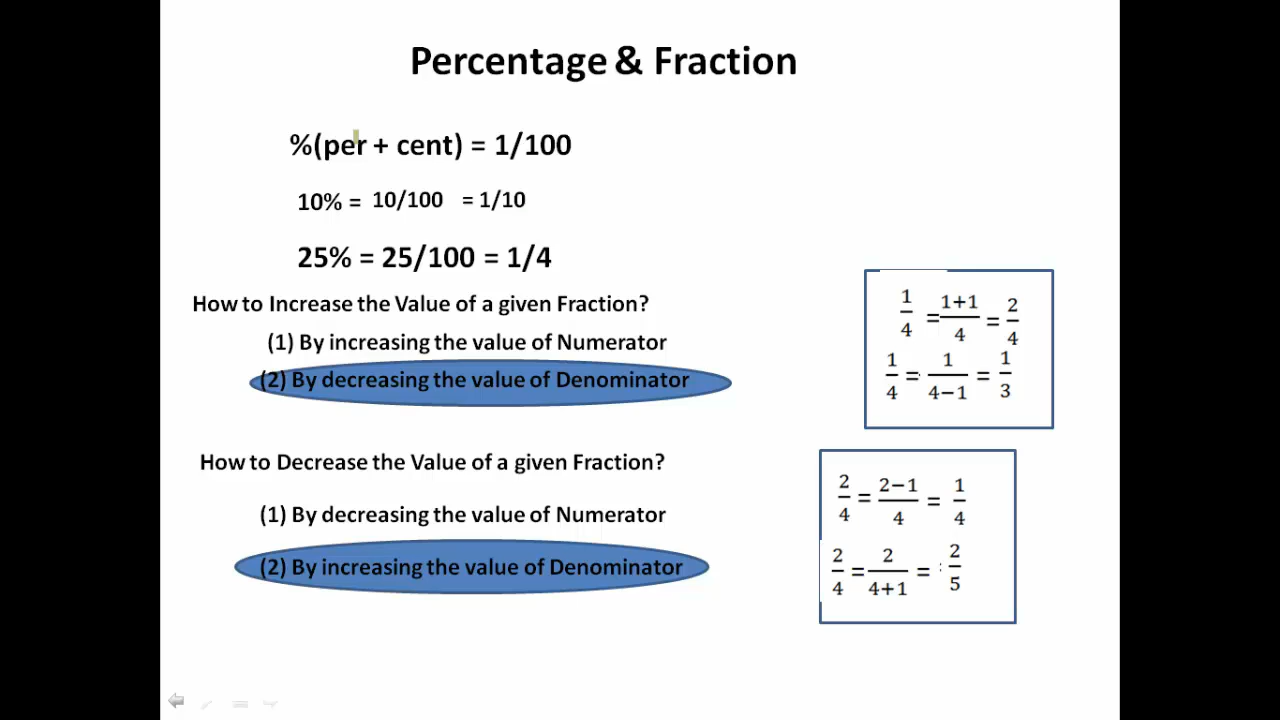 Percentage & Fraction
%(per + cent) = 1/100
10% = 10/100 = 1/10
25% = 25/100 = 1/4
How to Increase the Value of a given Fraction?
(1) By increasing the value of Numerator
(2) By decreasing the value of Denominator
1/4 = (1+1)/4 = 2/4
1/4 = 1/(4−1) = 1/3
How to Decrease the Value of a given Fraction?
(1) By decreasing the value of Numerator
(2) By increasing the value of Denominator
2/4 = (2−1)/4 = 1/4
2/4 = 2/(4+1) = 2/5